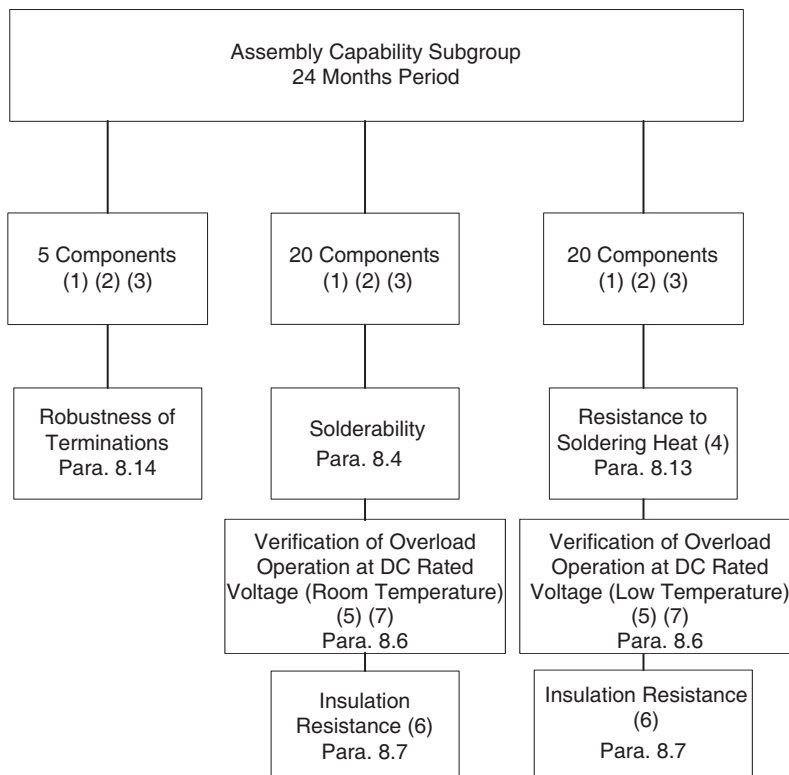 Assembly Capability Subgroup
24 Months Period
5 Components
(1) (2) (3)
20 Components
(1) (2) (3)
20 Components
(1) (2) (3)
Robustness of
Terminations
Para. 8.14
Solderability
Para. 8.4
Resistance to
Soldering Heat (4)
Para. 8.13
Verification of Overload
Operation at DC Rated
Voltage (Room Temperature)
(5) (7)
Para. 8.6
Verification of Overload
Operation at DC Rated
Voltage (Low Temperature)
(5) (7)
Para. 8.6
Insulation
Resistance (6)
Para. 8.7
Insulation Resistance
(6)
Para. 8.7